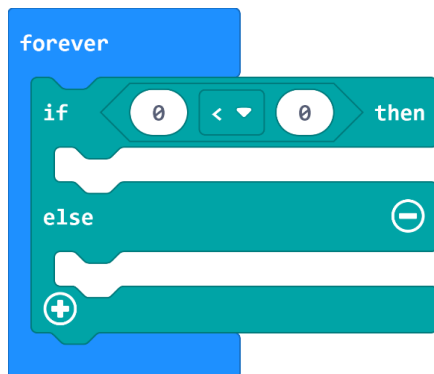 forever
if 0 < 0 then
else